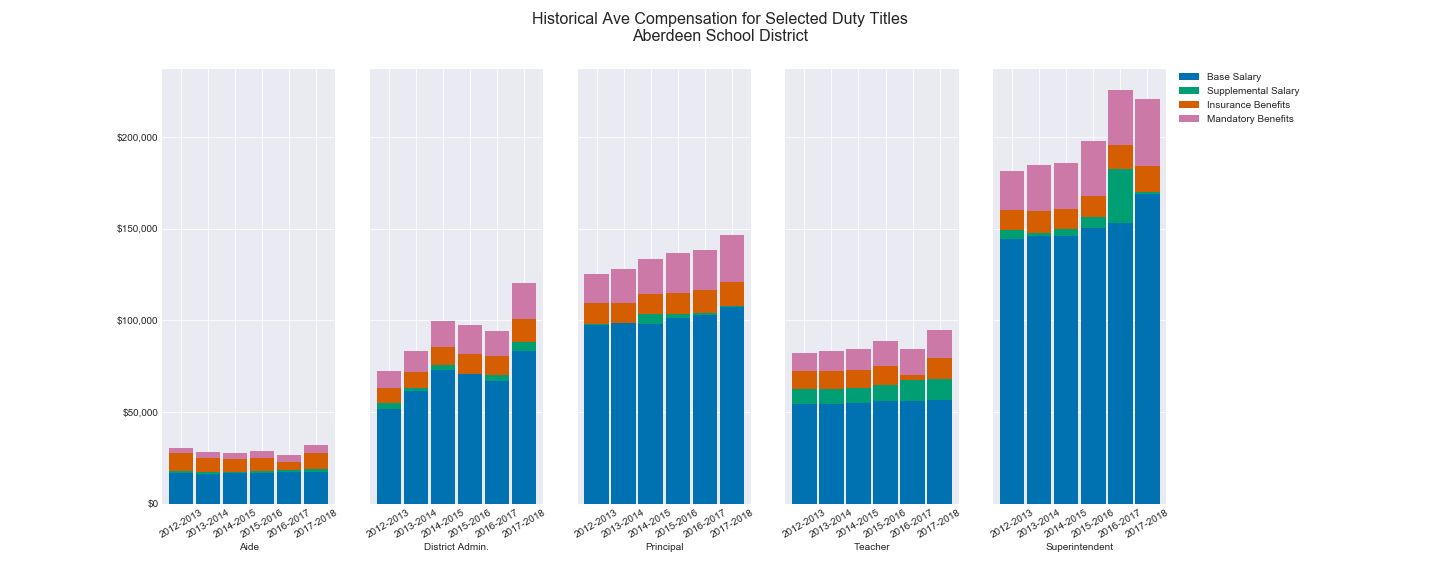 Historical Ave Compensation for Selected Duty Titles
Aberdeen School District
Base Salary
Supplemental Salary
Insurance Benefits
Mandatory Benefits
$200,000
$150,000
$100,000
$50,000
$0
2012-2013 2013-2014 2014-2015 2015-2016 2016-2017 2017-2018
Aide
2012-2013 2013-2014 2014-2015 2015-2016 2016-2017 2017-2018
District Admin.
2012-2013 2013-2014 2014-2015 2015-2016 2016-2017 2017-2018
Principal
2012-2013 2013-2014 2014-2015 2015-2016 2016-2017 2017-2018
Teacher
2012-2013 2013-2014 2014-2015 2015-2016 2016-2017 2017-2018
Superintendent